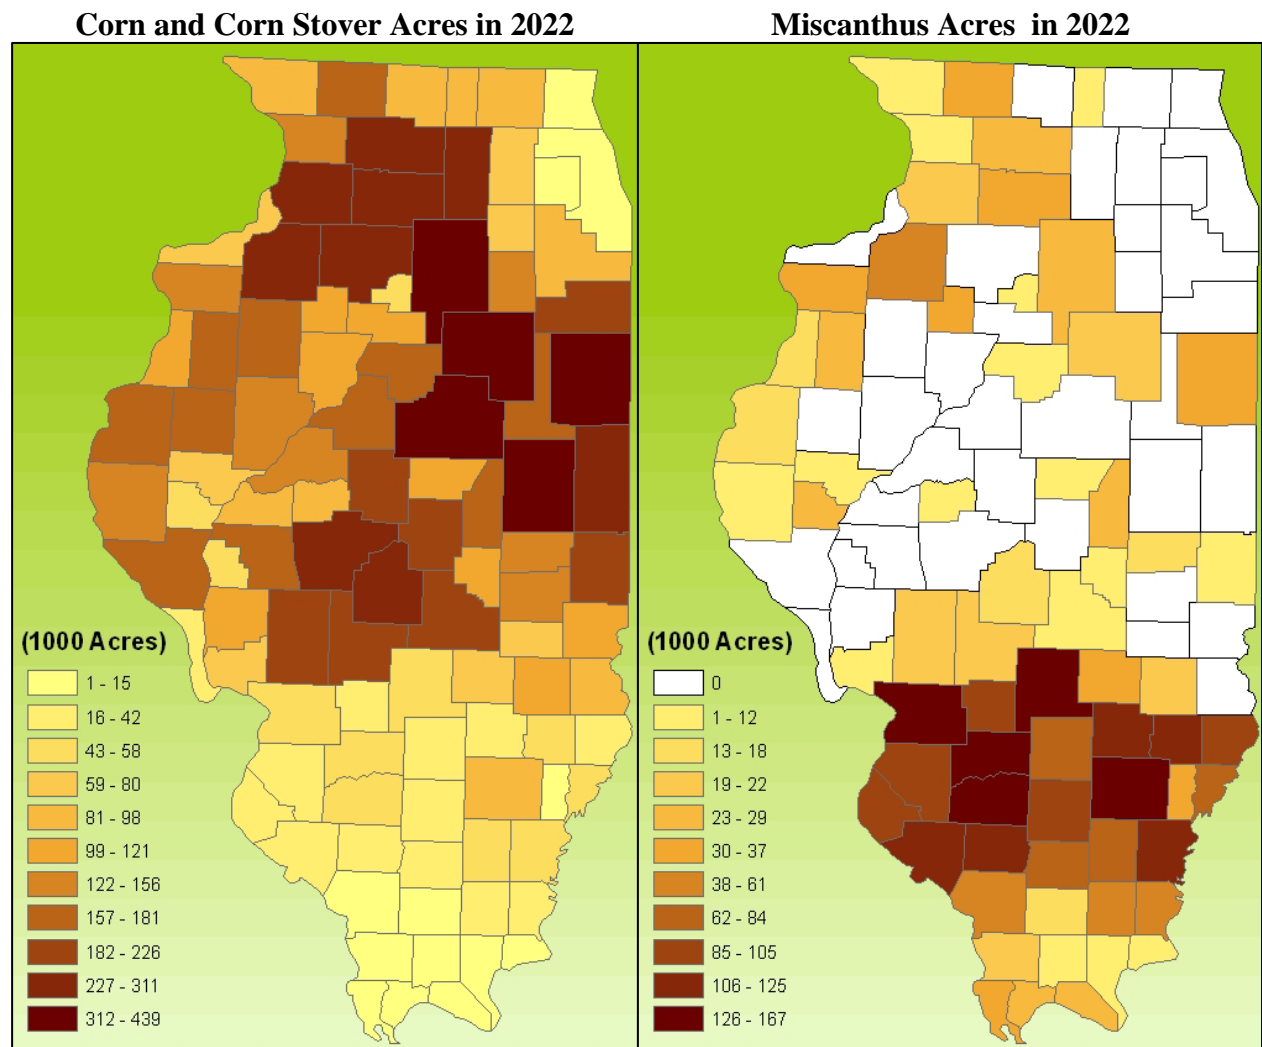 Corn and Corn Stover Acres in 2022
(1000 Acres)
1 - 15
16 - 42
43 - 58
59 - 80
81 - 98
99 - 121
122 - 156
157 - 181
182 - 226
227 - 311
312 - 439
Miscanthus Acres in 2022
(1000 Acres)
0
1 - 12
13 - 18
19 - 22
23 - 29
30 - 37
38 - 61
62 - 84
85 - 105
106 - 125
126 - 167